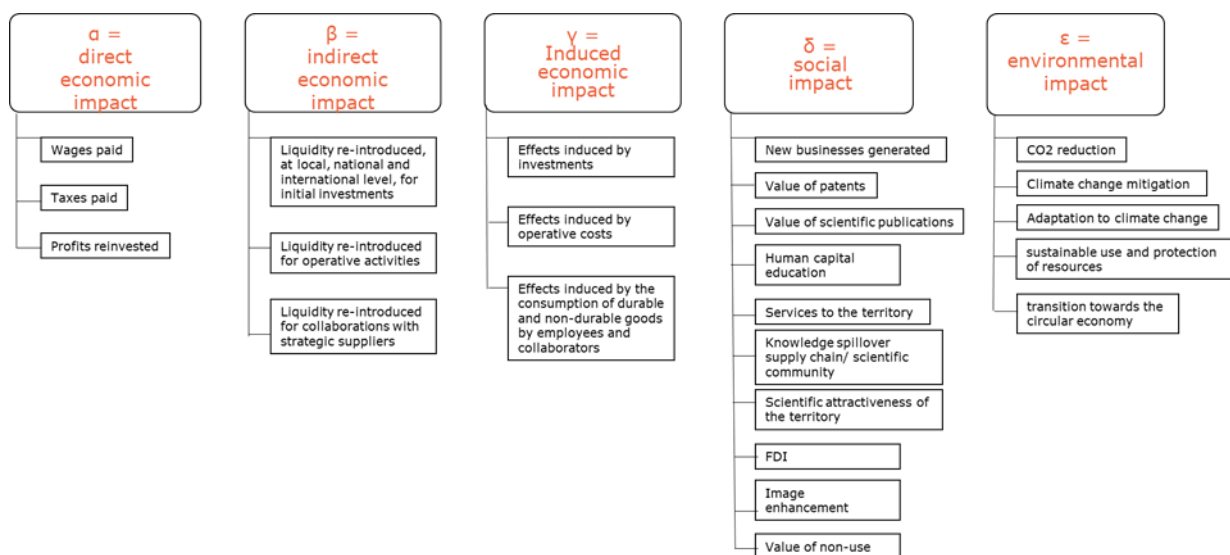 α =
direct
economic
impact
Wages paid
Taxes paid
Profits reinvested
β =
indirect
economic
impact
Liquidity re-introduced,
at local, national and
international level, for
initial investments
Liquidity re-introduced
for operative activities
Liquidity re-introduced
for collaborations with
strategic suppliers
γ =
Induced
economic
impact
Effects induced by
investments
Effects induced by
operative costs
Effects induced by the
consumption of durable
and non-durable goods
by employees and
collaborators
δ =
social
impact
New businesses generated
Value of patents
Value of scientific publications
Human capital
education
Services to the territory
Knowledge spillover
supply chain/ scientific
community
Scientific attractiveness of
the territory
FDI
Image
enhancement
Value of non-use
ε =
environmental
impact
CO2 reduction
Climate change mitigation
Adaptation to climate change
sustainable use and protection
of resources
transition towards the
circular economy